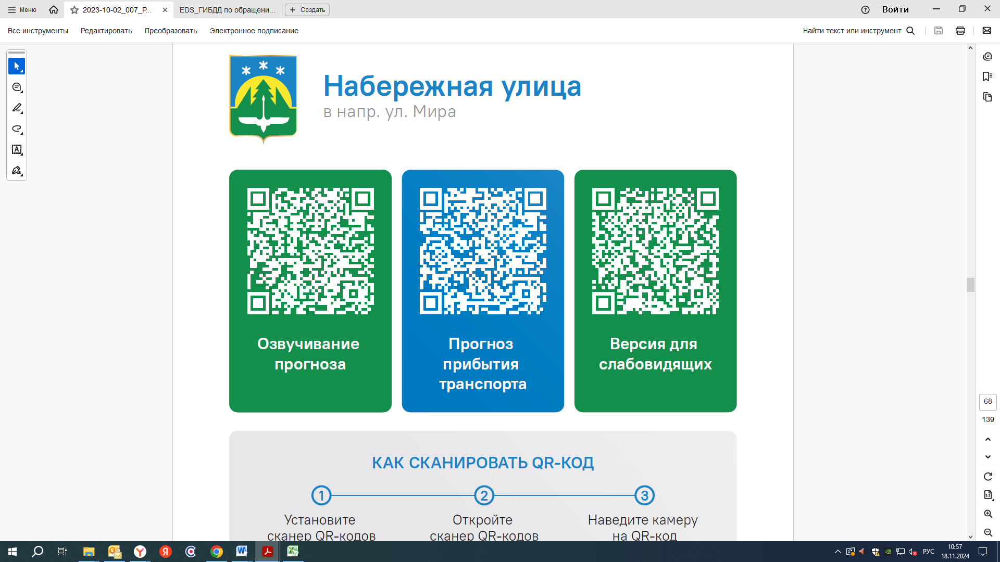 Меню
2023-10-02_007_Р...
EDS_ГИБДД по обращени...
Создать
Войти
Все инструменты
Редактировать
Преобразовать
Электронное подписание
Найти текст или инструмент
Набережная улица
в напр. ул. Мира
Озвучивание
прогноза
Прогноз
прибытия
транспорта
Версия для
слабовидящих
68
139
КАК СКАНИРОВАТЬ QR-КОД
1
2
3
Установите
сканер QR-кодов
Откройте
сканер QR-кодов
Наведите камеру
на QR-код
РУС
10:57
18.11.2024